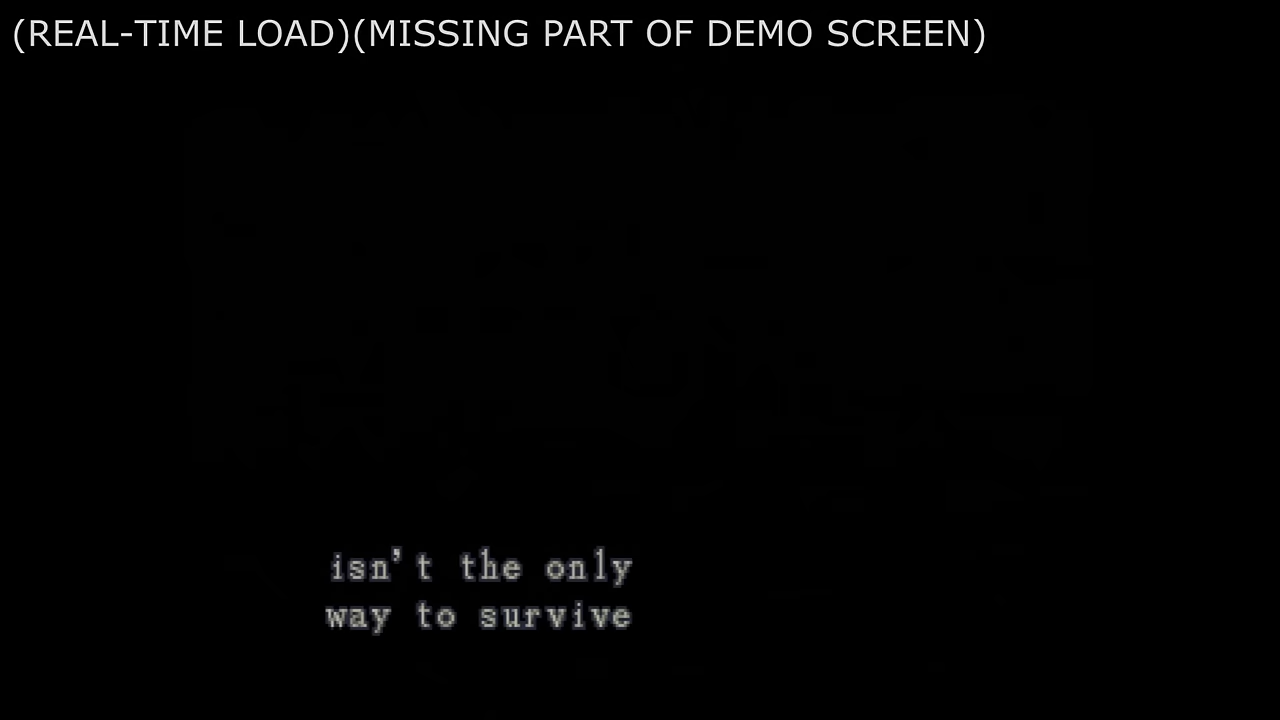 (REAL-TIME LOAD)(MISSING PART OF DEMO SCREEN)
isn't the only
way to survive